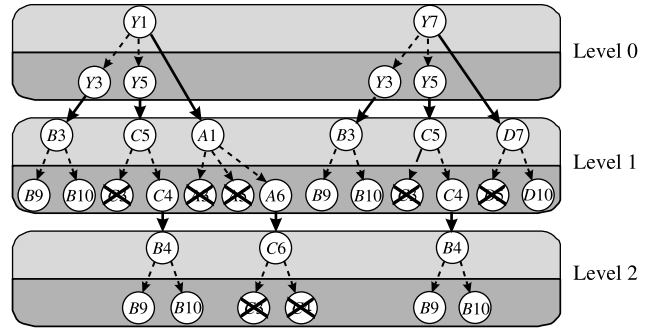 Y1 Y7
Level 0
Y3 Y5 Y3 Y5
B3 C5 A1 B3 C5 D7
Level 1
B9 B10 C4 A6 B9 B10 C4 D10
B4 C6 B4
Level 2
B9 B10 B9 B10